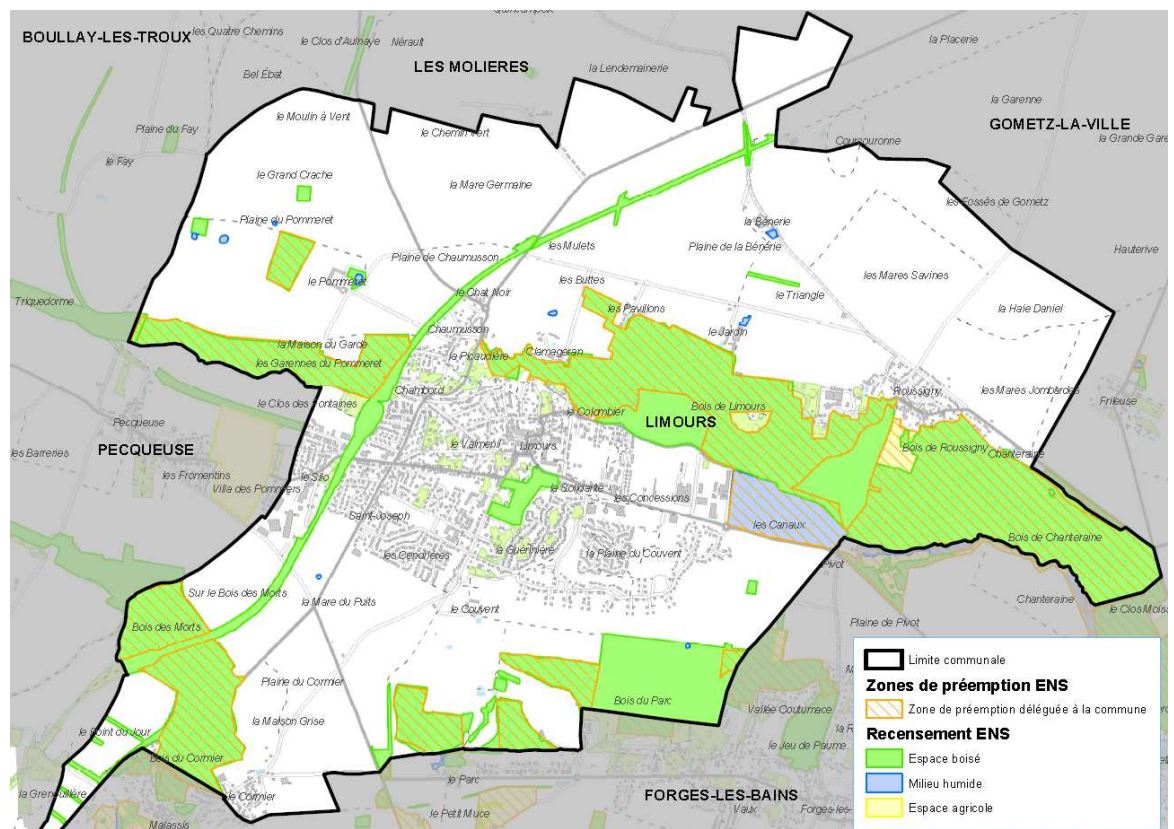 Quincampoix
les Quatre Chemins
BOULLAY-LES-TROUX
le Clos d'Aulnaye
Nérault
la Placerie
LES MOLIERES
la Lendemainerie
Bel Ébat
la Garenne
le Moulin à Vent
GOMETZ-LA-VILLE
Plaine du Fay
le Chemin Vert
Coursouronne
la Grande Gare
le Fay
le Grand Crache
la Mare Germaine
les Fossés de Gometz
Plaine du Pommeret
la Bénerie
les Mulets
Plaine de la Bénerie
Hauterive
Plaine de Chaumusson
les Mares Savines
le Pommeret
les Buttes
le Chat Noir
le Triangle
Triquedorme
les Pavillons
la Haie Daniel
Chaumusson
le Jardin
la Maison du Garde
la Picaudière
Clamageran
les Garennes du Pommeret
Chambord
Roussigny
les Mares Jombardes
le Clos des Fontaines
Bois de Limours
Frileuse
le Colombier
LIMOURS
Pecqueuse
le Valmenil
Limours
Bois de Roussigny
PECQUEUSE
Chanteraine
les Barreries
les Fromentins
le Silo
Villa des Pommiers
la Solidarité
les Concessions
Saint-Joseph
les Canaux
les Cendrières
la Guérinière
la Plaine du Couvent
Bois de Chanteraine
Pivot
Sur le Bois des Morts
la Mare du Puits
le Couvent
Chanteraine
le Clos Mois
Bois des Morts
Plaine de Pivot
Plaine du Cormier
Bois du Parc
Vallée Coutumace
la Maison Grise
le Point du Jour
le Jeu de Paume
Bois du Cormier
le Parc
la Grenouillère
le Cormier
FORGES-LES-BAINS
Vaux
Forges-les-
le Petit Muce
Malassis
Limite communale
Zones de préemption ENS
Zone de préemption déléguée à la commune
Recensement ENS
Espace boisé
Milieu humide
Espace agricole